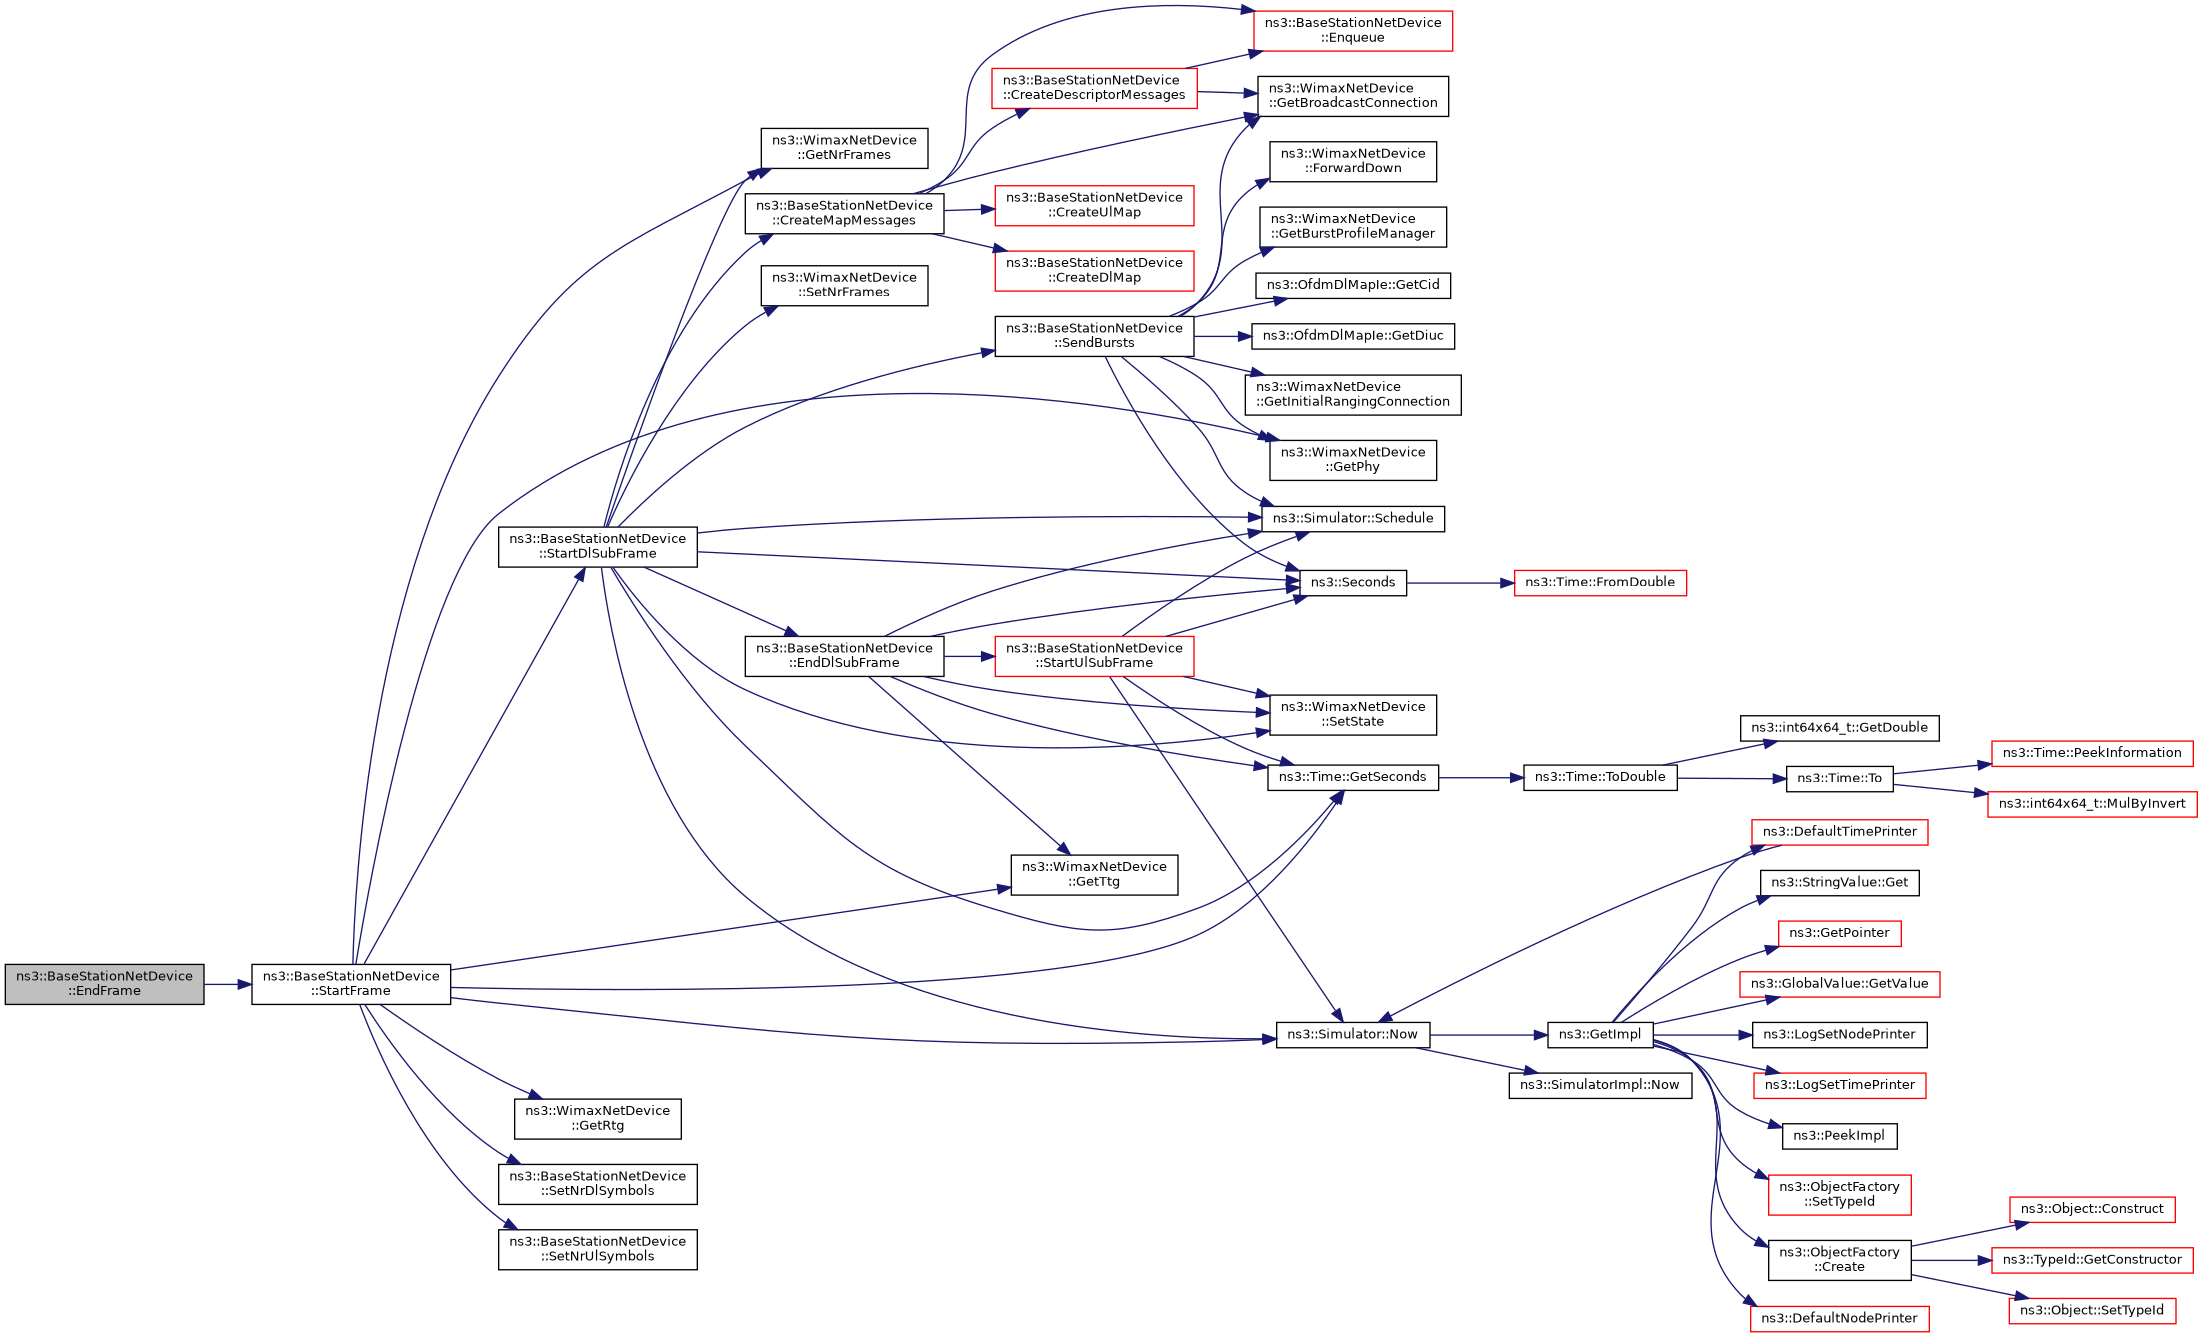 ns3::BaseStationNetDevice
::EndFrame
ns3::BaseStationNetDevice
::StartFrame
ns3::WimaxNetDevice
::GetNrFrames
ns3::BaseStationNetDevice
::StartDlSubFrame
ns3::BaseStationNetDevice
::CreateMapMessages
ns3::WimaxNetDevice
::SetNrFrames
ns3::BaseStationNetDevice
::EndDlSubFrame
ns3::WimaxNetDevice
::GetRtg
ns3::BaseStationNetDevice
::SetNrDlSymbols
ns3::BaseStationNetDevice
::SetNrUlSymbols
ns3::BaseStationNetDevice
::CreateDescriptorMessages
ns3::BaseStationNetDevice
::CreateUlMap
ns3::BaseStationNetDevice
::CreateDlMap
ns3::BaseStationNetDevice
::SendBursts
ns3::BaseStationNetDevice
::StartUlSubFrame
ns3::WimaxNetDevice
::GetTtg
ns3::BaseStationNetDevice
::Enqueue
ns3::WimaxNetDevice
::GetBroadcastConnection
ns3::WimaxNetDevice
::ForwardDown
ns3::WimaxNetDevice
::GetBurstProfileManager
ns3::OfdmDlMapIe::GetCid
ns3::OfdmDlMapIe::GetDiuc
ns3::WimaxNetDevice
::GetInitialRangingConnection
ns3::WimaxNetDevice
::GetPhy
ns3::Simulator::Schedule
ns3::Seconds
ns3::WimaxNetDevice
::SetState
ns3::Time::GetSeconds
ns3::Simulator::Now
ns3::Time::FromDouble
ns3::Time::ToDouble
ns3::GetImpl
ns3::SimulatorImpl::Now
ns3::int64x64_t::GetDouble
ns3::Time::To
ns3::DefaultTimePrinter
ns3::StringValue::Get
ns3::GetPointer
ns3::GlobalValue::GetValue
ns3::LogSetNodePrinter
ns3::LogSetTimePrinter
ns3::PeekImpl
ns3::ObjectFactory
::SetTypeId
ns3::ObjectFactory
::Create
ns3::DefaultNodePrinter
ns3::Time::PeekInformation
ns3::int64x64_t::MulByInvert
ns3::Object::Construct
ns3::TypeId::GetConstructor
ns3::Object::SetTypeId